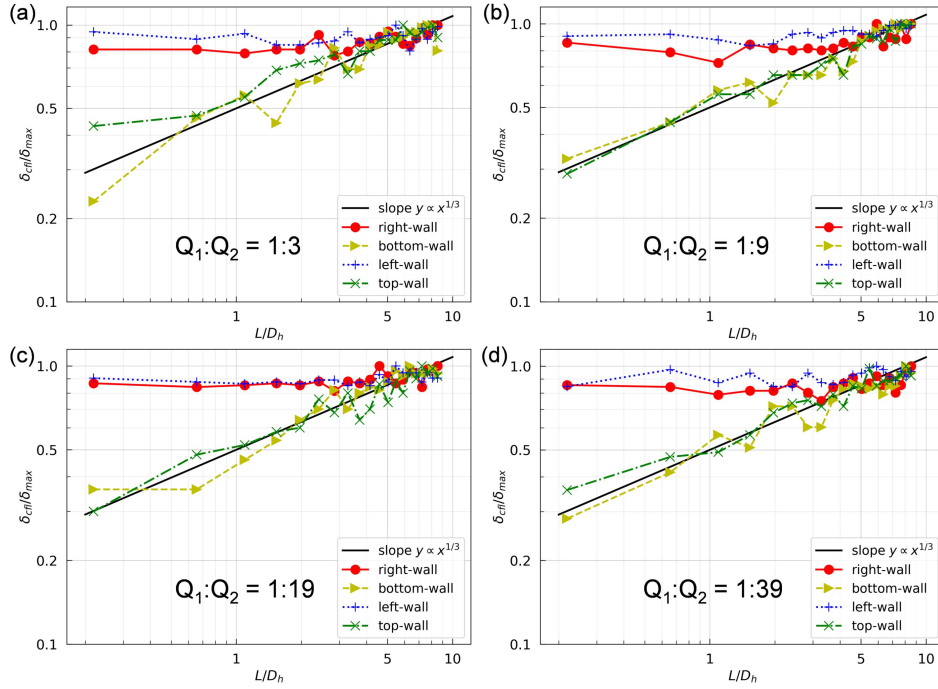 (a)
1.0
0.5
0.2
0.1
δcfl/δmax
slope y ∝ x^1/3
right-wall
bottom-wall
left-wall
top-wall
Q₁:Q₂ = 1:3
1
5
10
L/Dₕ
(b)
1.0
0.5
0.2
0.1
δcfl/δmax
slope y ∝ x^1/3
right-wall
bottom-wall
left-wall
top-wall
Q₁:Q₂ = 1:9
1
5
10
L/Dₕ
(c)
1.0
0.5
0.2
0.1
δcfl/δmax
slope y ∝ x^1/3
right-wall
bottom-wall
left-wall
top-wall
Q₁:Q₂ = 1:19
1
5
10
L/Dₕ
(d)
1.0
0.5
0.2
0.1
δcfl/δmax
slope y ∝ x^1/3
right-wall
bottom-wall
left-wall
top-wall
Q₁:Q₂ = 1:39
1
5
10
L/Dₕ